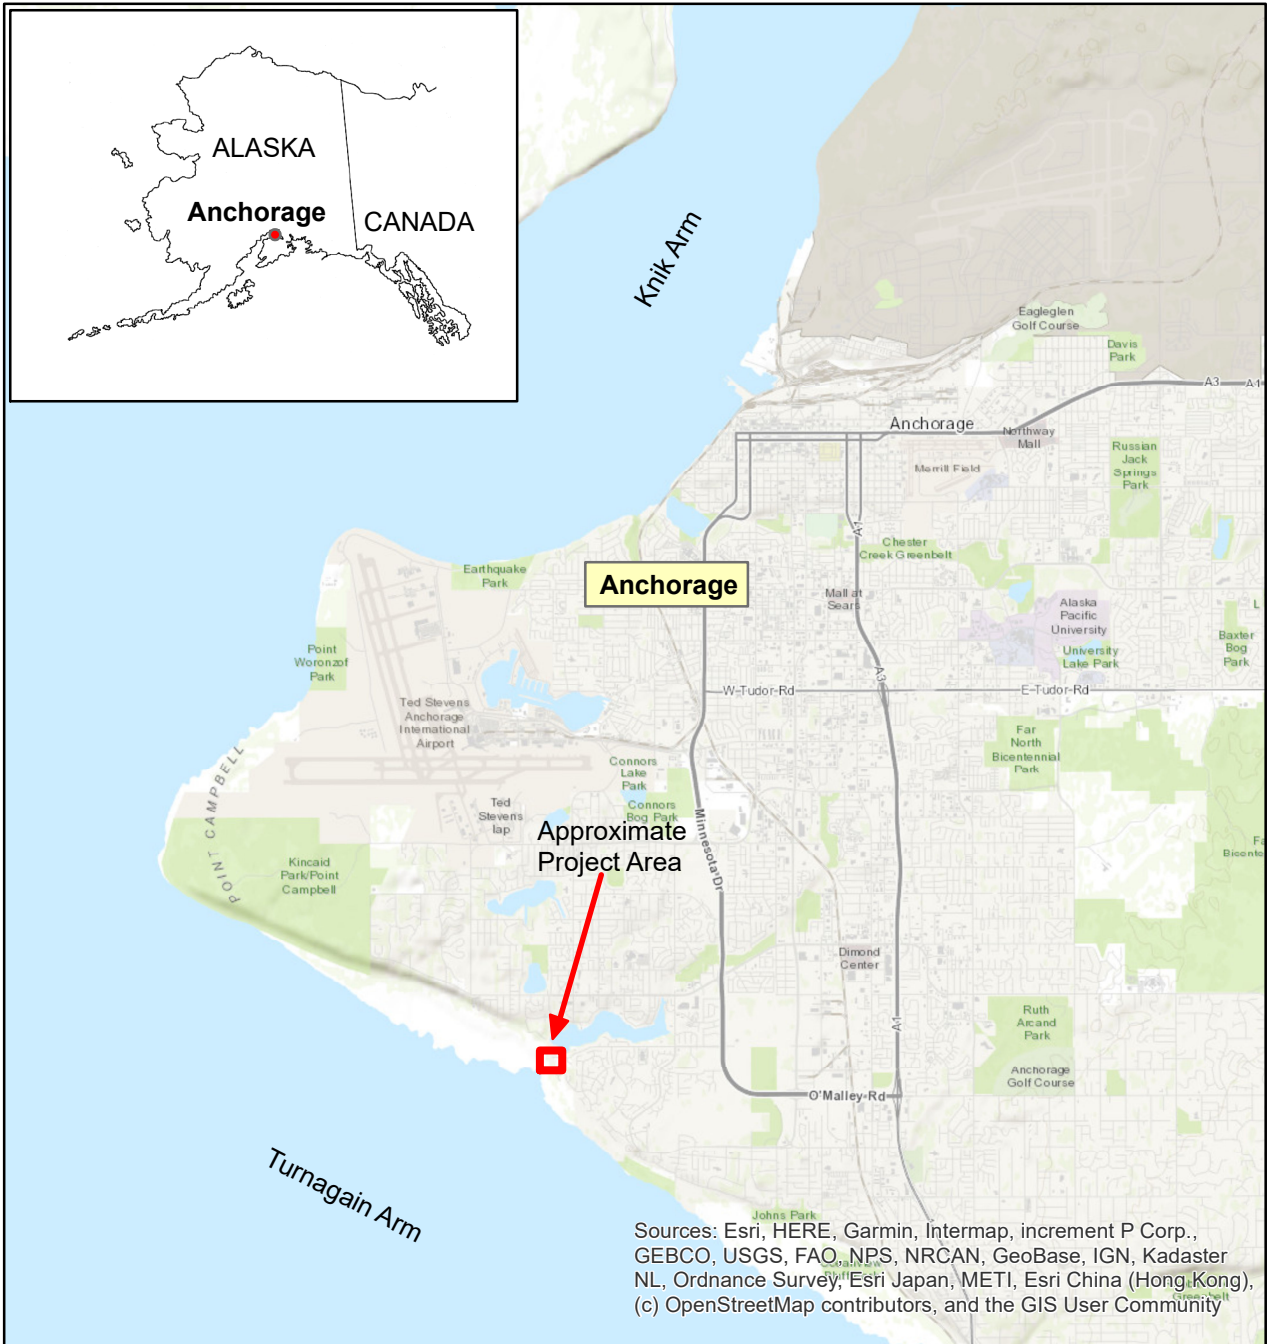 ALASKA
Anchorage
CANADA
Knik Arm
Eagleglen
Golf Course
Davis
Park
A3
A1
Anchorage
Northway
Mall
Merrill Field
Russian
Jack
Springs
Park
A1
Chester
Creek Greenbelt
Earthquake
Park
Anchorage
Mall at
Sears
Alaska
Pacific
University
University
Lake Park
L
Baxter
Bog
Park
Point
Woronzof
Park
A3
W Tudor Rd
E Tudor Rd
Ted Stevens
Anchorage
International
Airport
Far
North
Bicentennial
Park
POINT CAMPBELL
Connors
Lake
Park
Connors
Bog Park
Ted
Stevens
Iap
Minnesota Dr
Approximate
Project Area
Fa
Bicente
Kincaid
Park/Point
Campbell
Dimond
Center
Ruth
Arcand
Park
A1
Anchorage
Golf Course
O'Malley Rd
Turnagain Arm
Johns Park
Sources: Esri, HERE, Garmin, Intermap, increment P Corp.,
GEBCO, USGS, FAO, NPS, NRCAN, GeoBase, IGN, Kadaster
NL, Ordnance Survey, Esri Japan, METI, Esri China (Hong Kong),
(c) OpenStreetMap contributors, and the GIS User Community